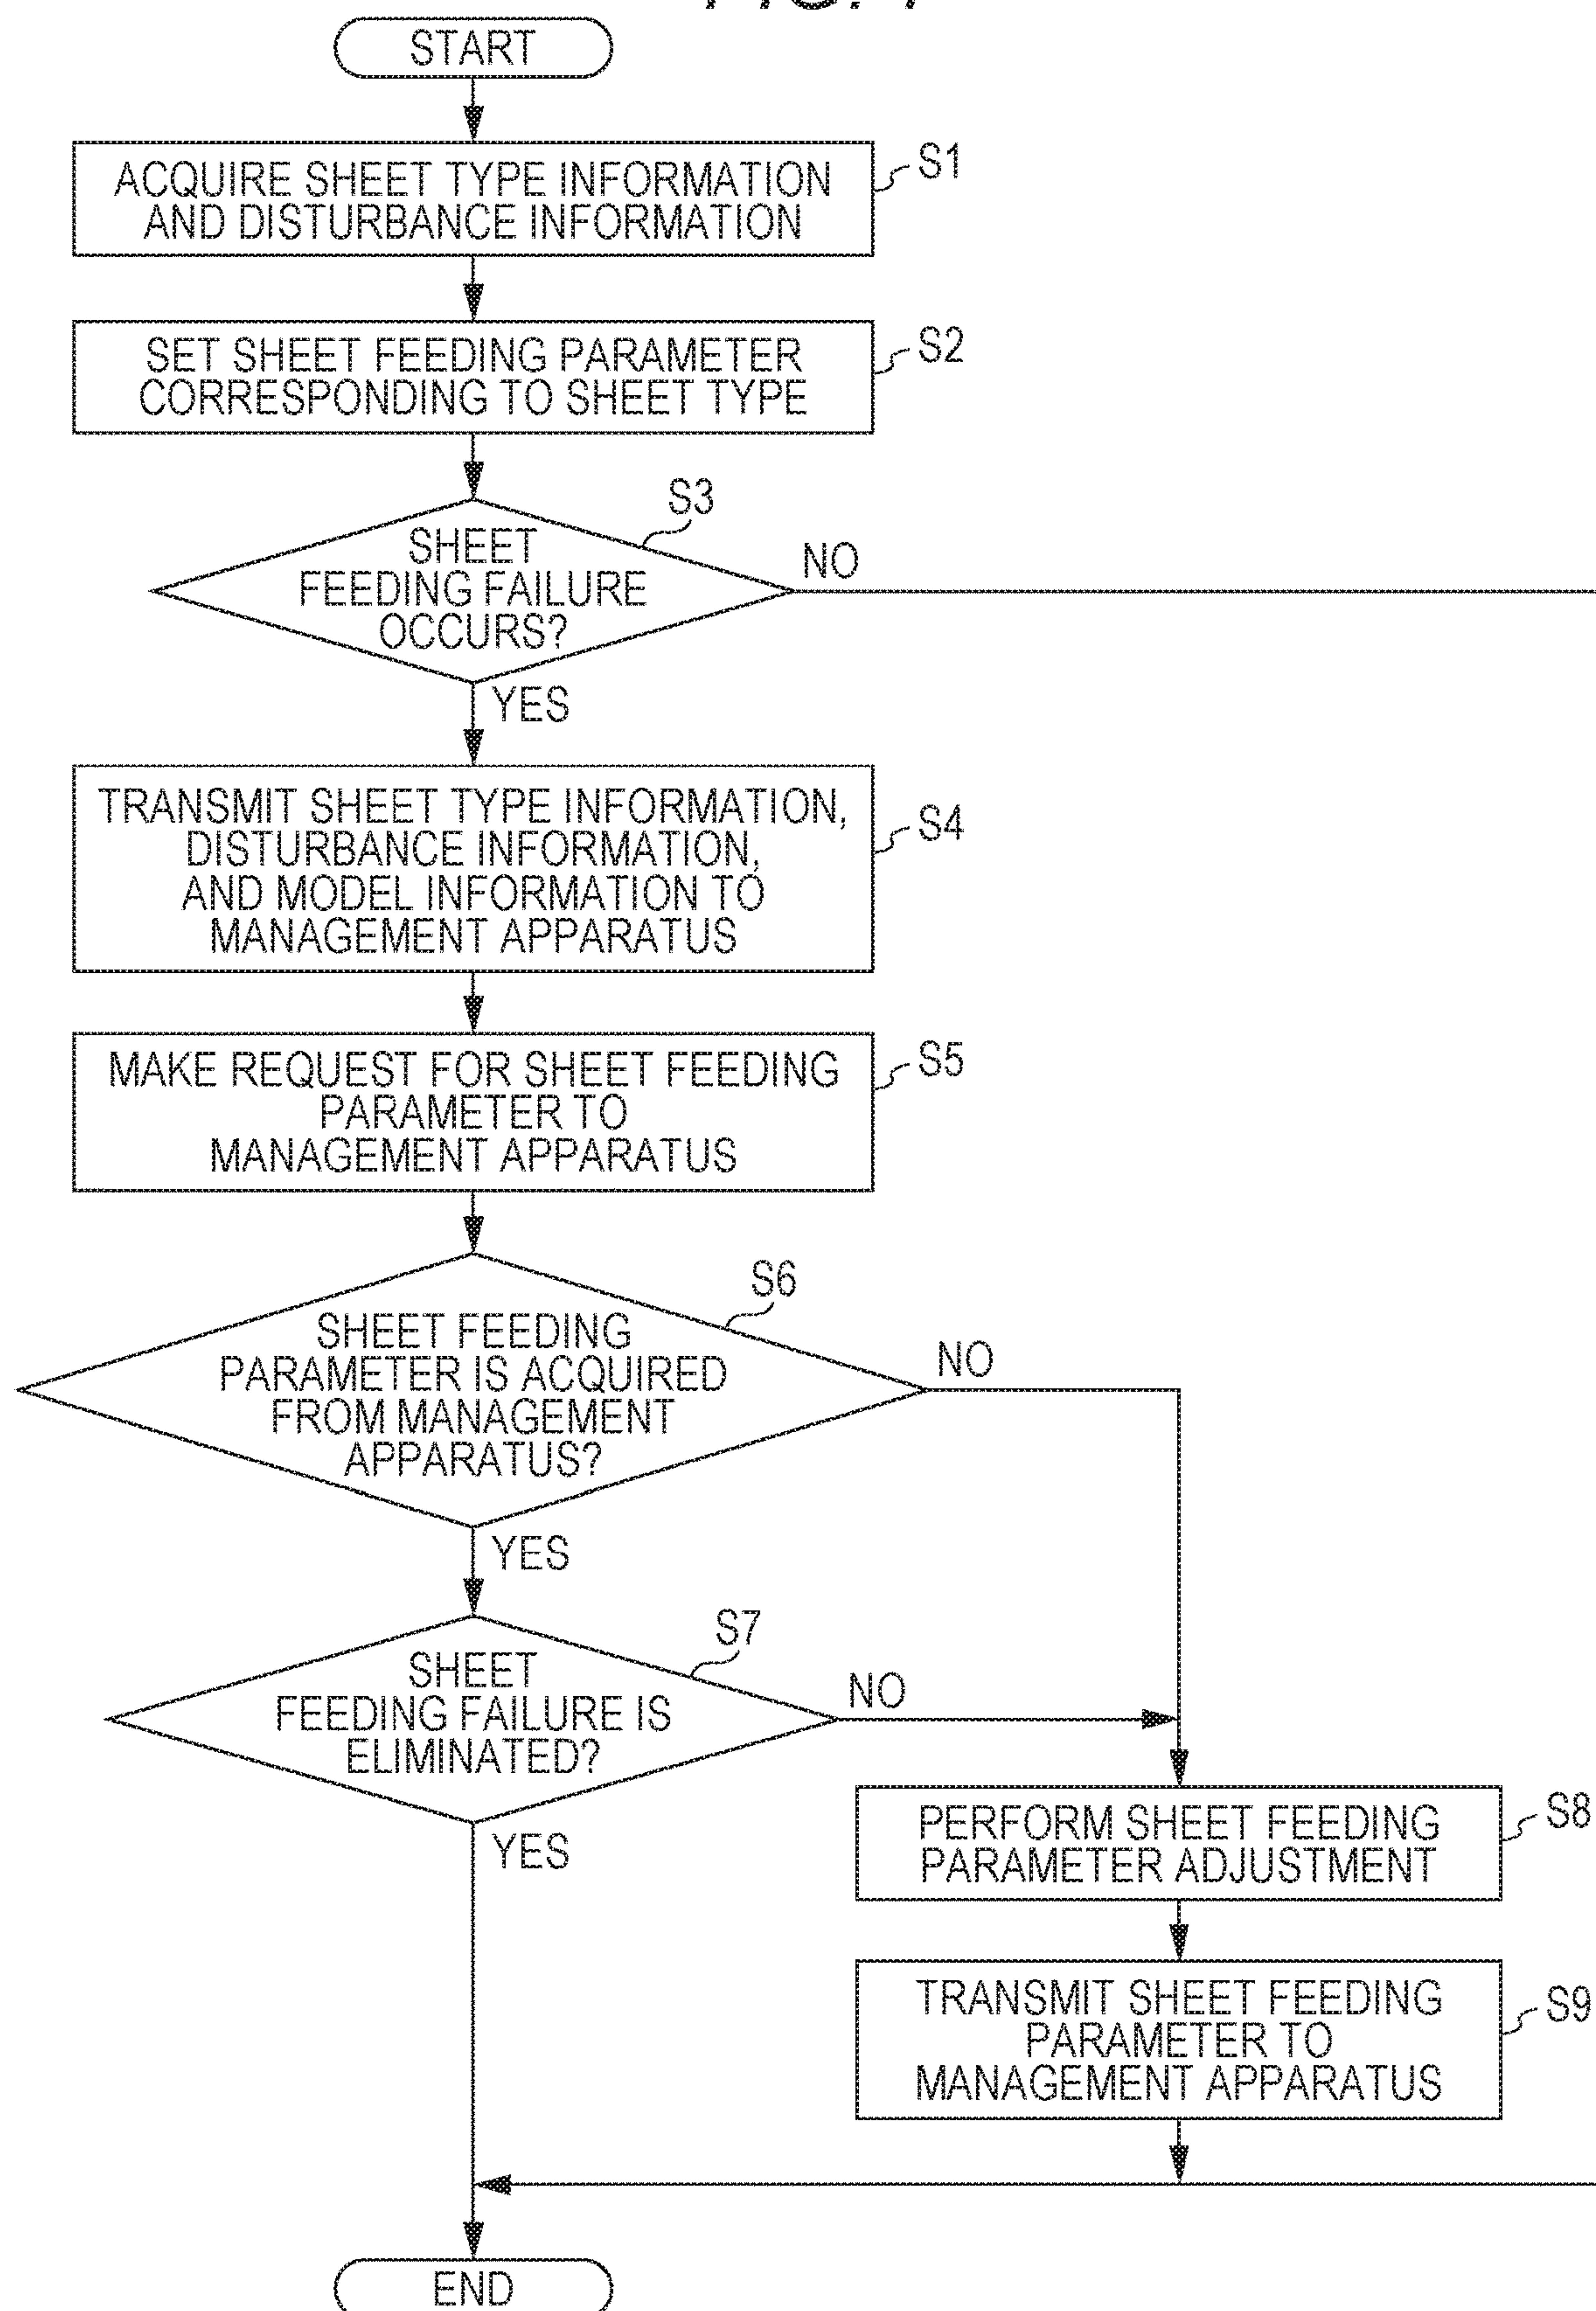 START
ACQUIRE SHEET TYPE INFORMATION
AND DISTURBANCE INFORMATION
S1
SET SHEET FEEDING PARAMETER
CORRESPONDING TO SHEET TYPE
S2
S3
SHEET
FEEDING FAILURE
OCCURS?
NO
YES
TRANSMIT SHEET TYPE INFORMATION,
DISTURBANCE INFORMATION,
AND MODEL INFORMATION TO
MANAGEMENT APPARATUS
S4
MAKE REQUEST FOR SHEET FEEDING
PARAMETER TO
MANAGEMENT APPARATUS
S5
S6
SHEET FEEDING
PARAMETER IS ACQUIRED
FROM MANAGEMENT
APPARATUS?
NO
YES
S7
SHEET
FEEDING FAILURE IS
ELIMINATED?
NO
YES
PERFORM SHEET FEEDING
PARAMETER ADJUSTMENT
S8
TRANSMIT SHEET FEEDING
PARAMETER TO
MANAGEMENT APPARATUS
S9
END